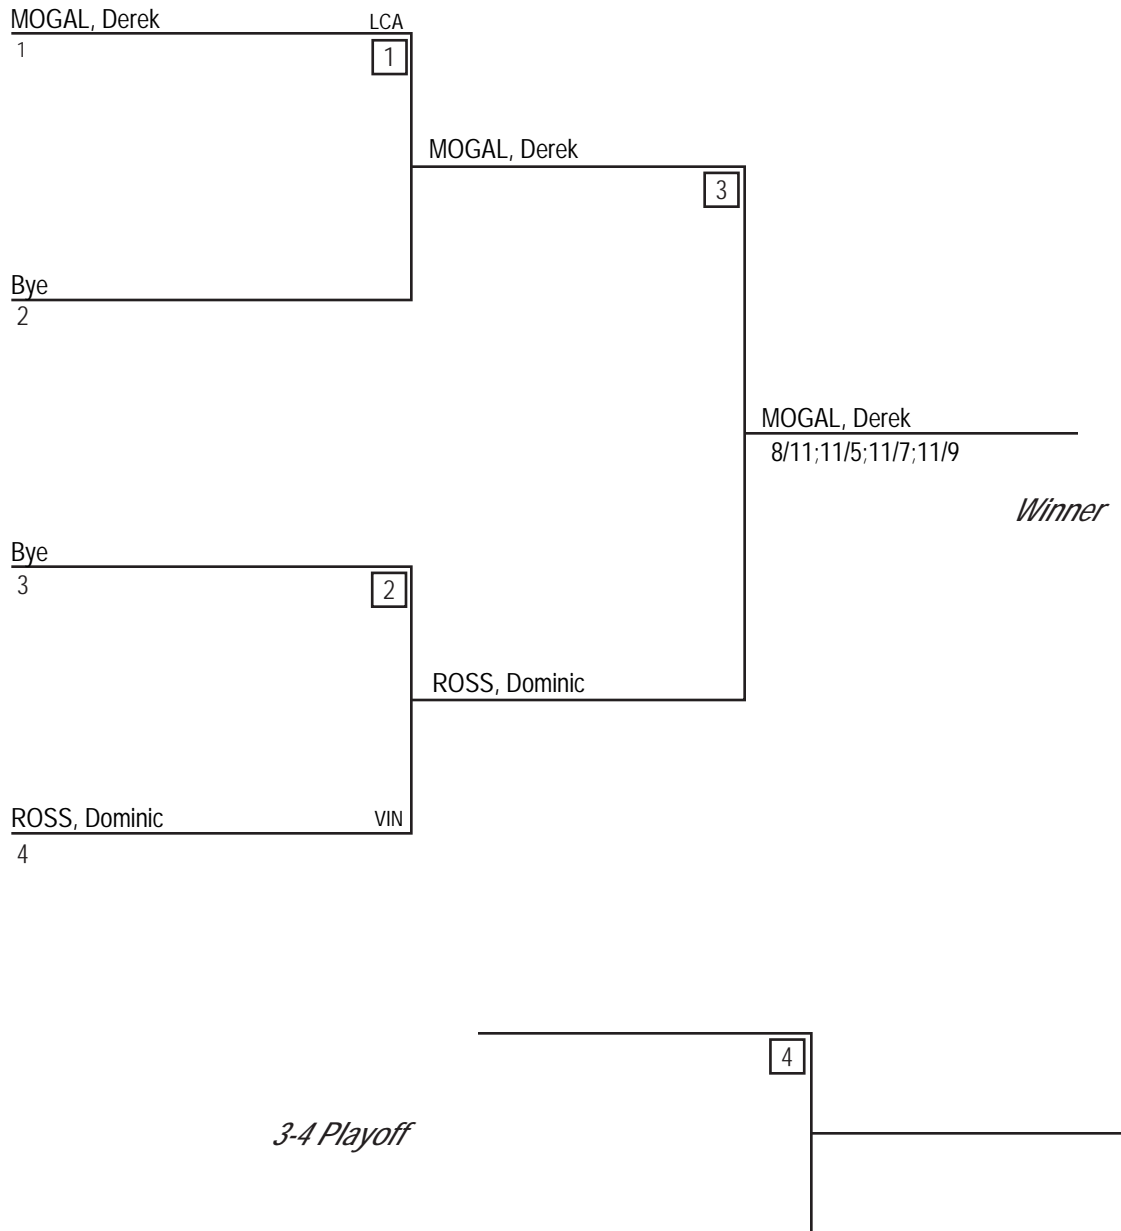 MOGAL, Derek LCA
1
1
MOGAL, Derek
3
Bye
2
MOGAL, Derek
8/11;11/5;11/7;11/9
Winner
Bye
3
2
ROSS, Dominic
ROSS, Dominic VIN
4
4
3-4 Playoff